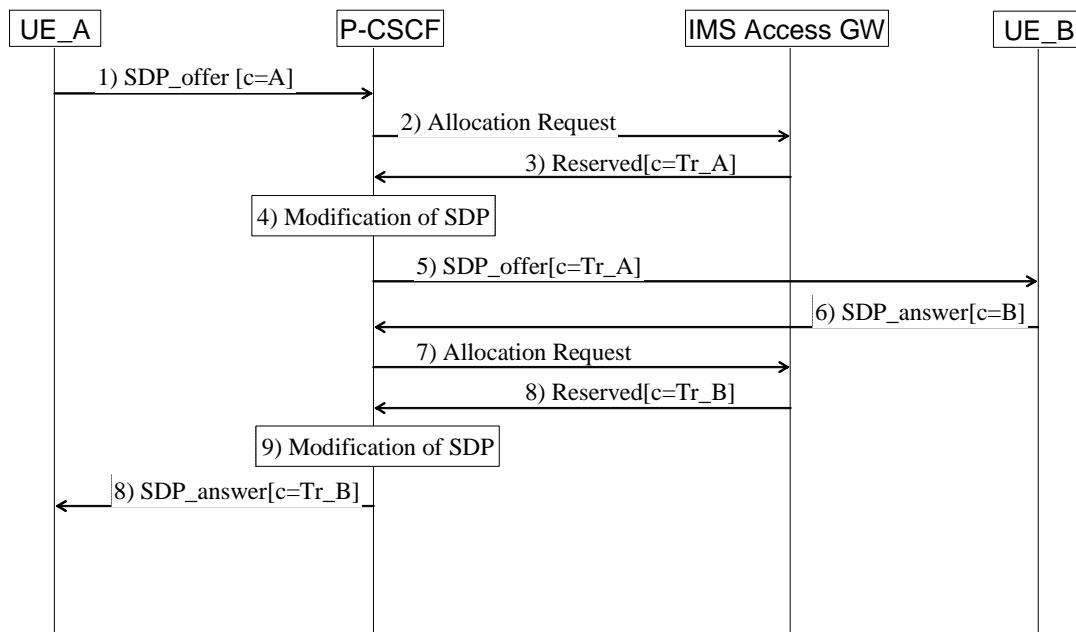 UE_A
P-CSCF
IMS Access GW
UE_B
1) SDP_offer [c=A]
2) Allocation Request
3) Reserved[c=Tr_A]
4) Modification of SDP
5) SDP_offer[c=Tr_A]
6) SDP_answer[c=B]
7) Allocation Request
8) Reserved[c=Tr_B]
9) Modification of SDP
8) SDP_answer[c=Tr_B]